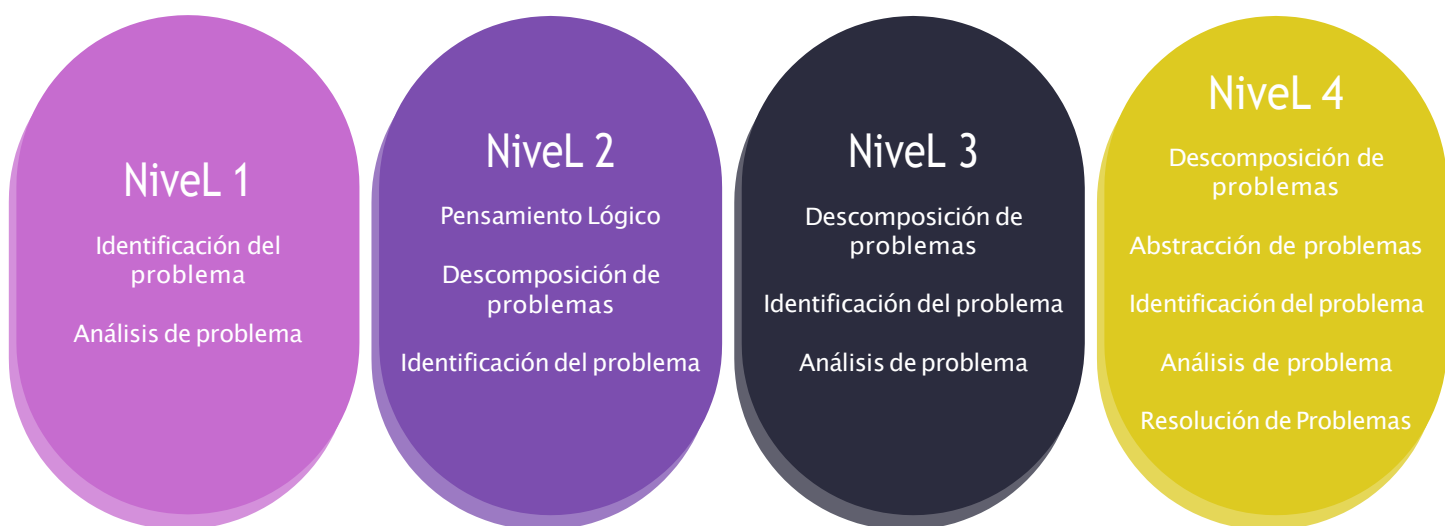 NiveL 1
Identificación del
problema
Análisis de problema
NiveL 2
Pensamiento Lógico
Descomposición de
problemas
Identificación del problema
NiveL 3
Descomposición de
problemas
Identificación del problema
Análisis de problema
NiveL 4
Descomposición de
problemas
Abstracción de problemas
Identificación del problema
Análisis de problema
Resolución de Problemas